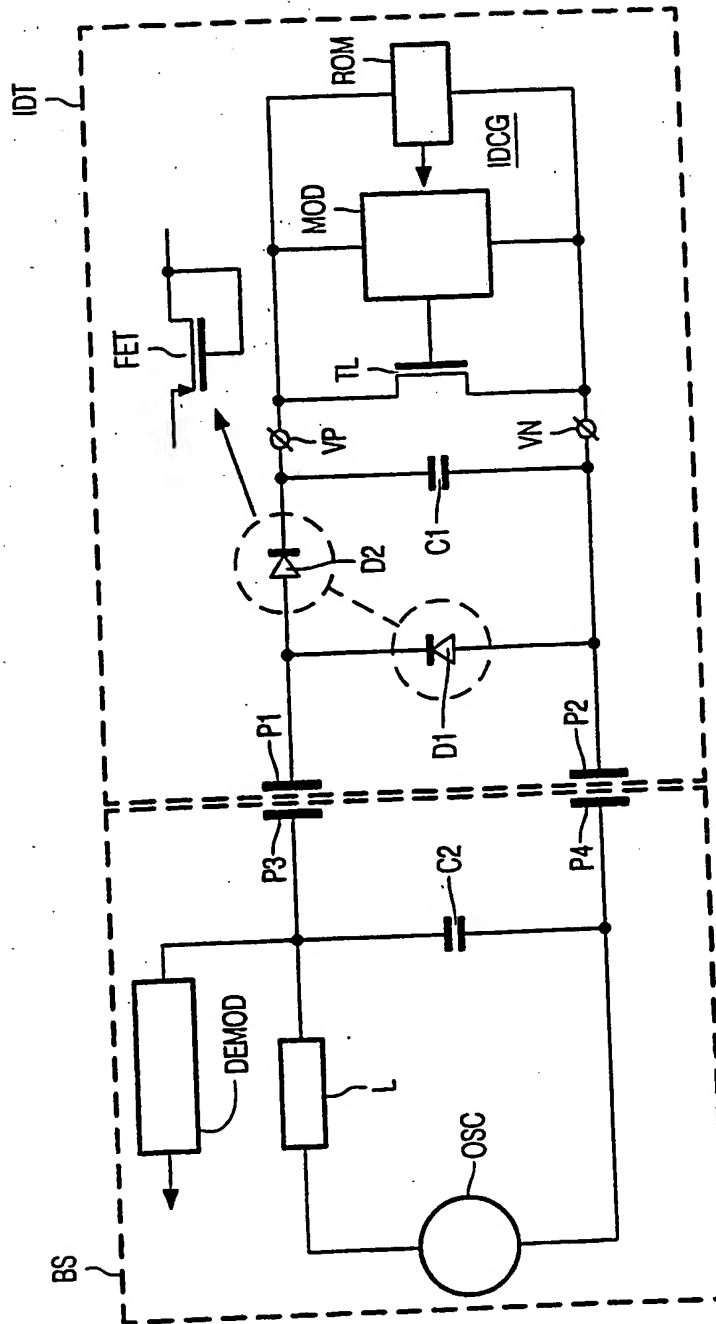 BS
IDT
DEMOD
L
OSC
C2
P3
P1
P4
P2
D1
D2
FET
C1
VP
VN
TL
MOD
ROM
IDCG